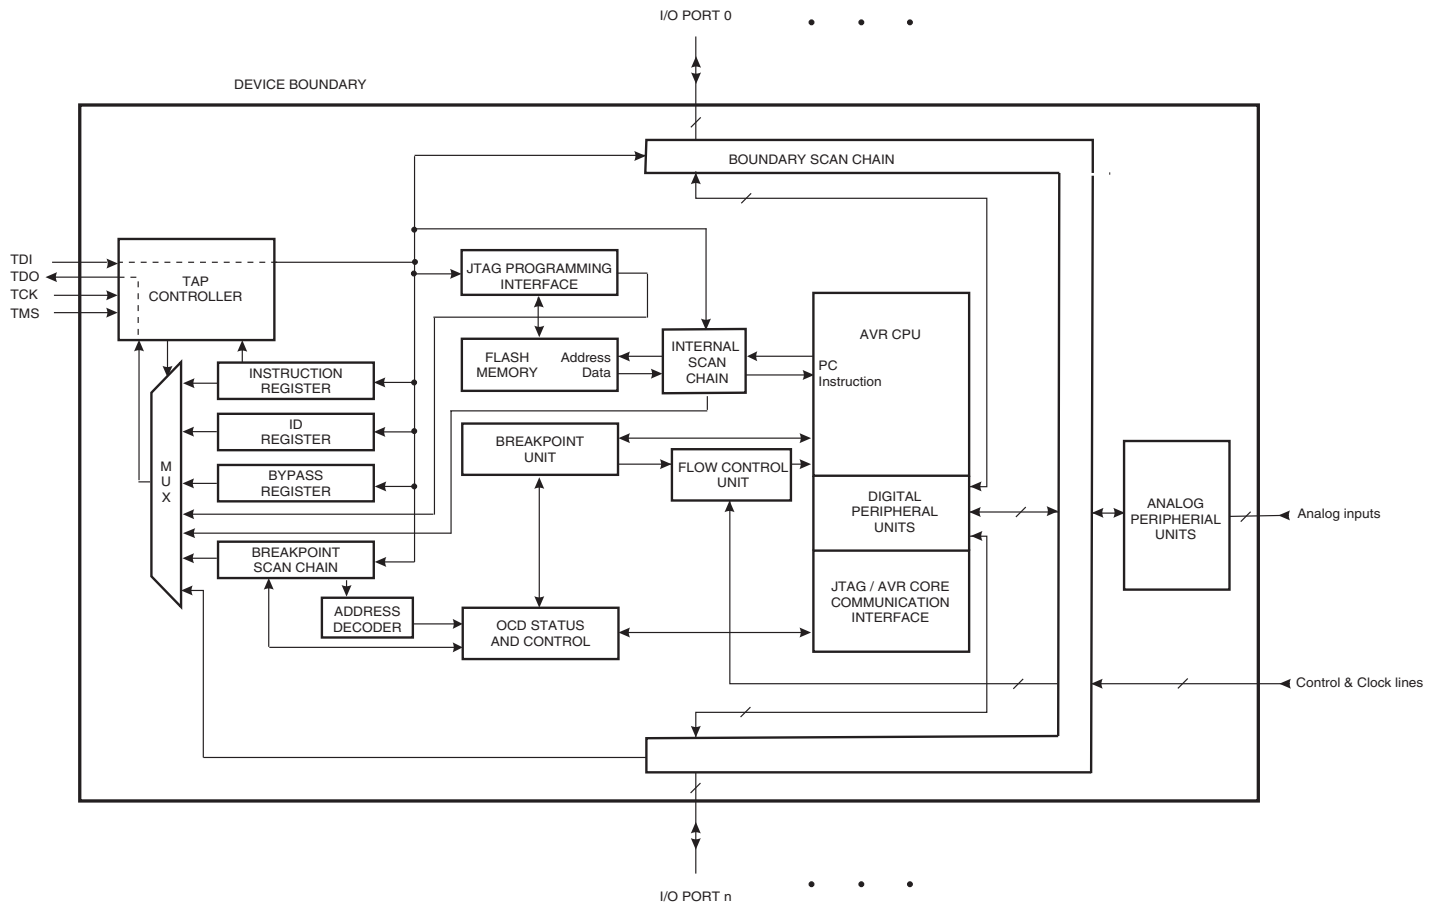 I/O PORT 0
DEVICE BOUNDARY
BOUNDARY SCAN CHAIN
TDI
TDO
TCK
TMS
TAP
CONTROLLER
JTAG PROGRAMMING
INTERFACE
AVR CPU
INTERNAL
SCAN
CHAIN
FLASH
MEMORY
Address
Data
PC
Instruction
INSTRUCTION
REGISTER
ID
REGISTER
BREAKPOINT
UNIT
FLOW CONTROL
UNIT
M
U
X
BYPASS
REGISTER
DIGITAL
PERIPHERAL
UNITS
ANALOG
PERIPHERIAL
UNITS
Analog inputs
BREAKPOINT
SCAN CHAIN
JTAG / AVR CORE
COMMUNICATION
INTERFACE
ADDRESS
DECODER
OCD STATUS
AND CONTROL
Control & Clock lines
I/O PORT n